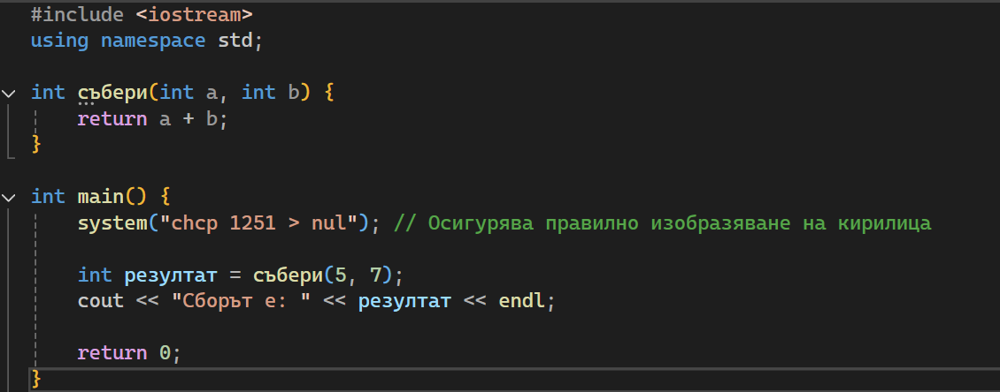 #include <iostream>
using namespace std;
int събери(int a, int b) {
return a + b;
}
int main() {
system("chcp 1251 > nul"); // Осигурява правилно изобразяване на кирилица
int резултат = събери(5, 7);
cout << "Сборът е: " << резултат << endl;
return 0;
}